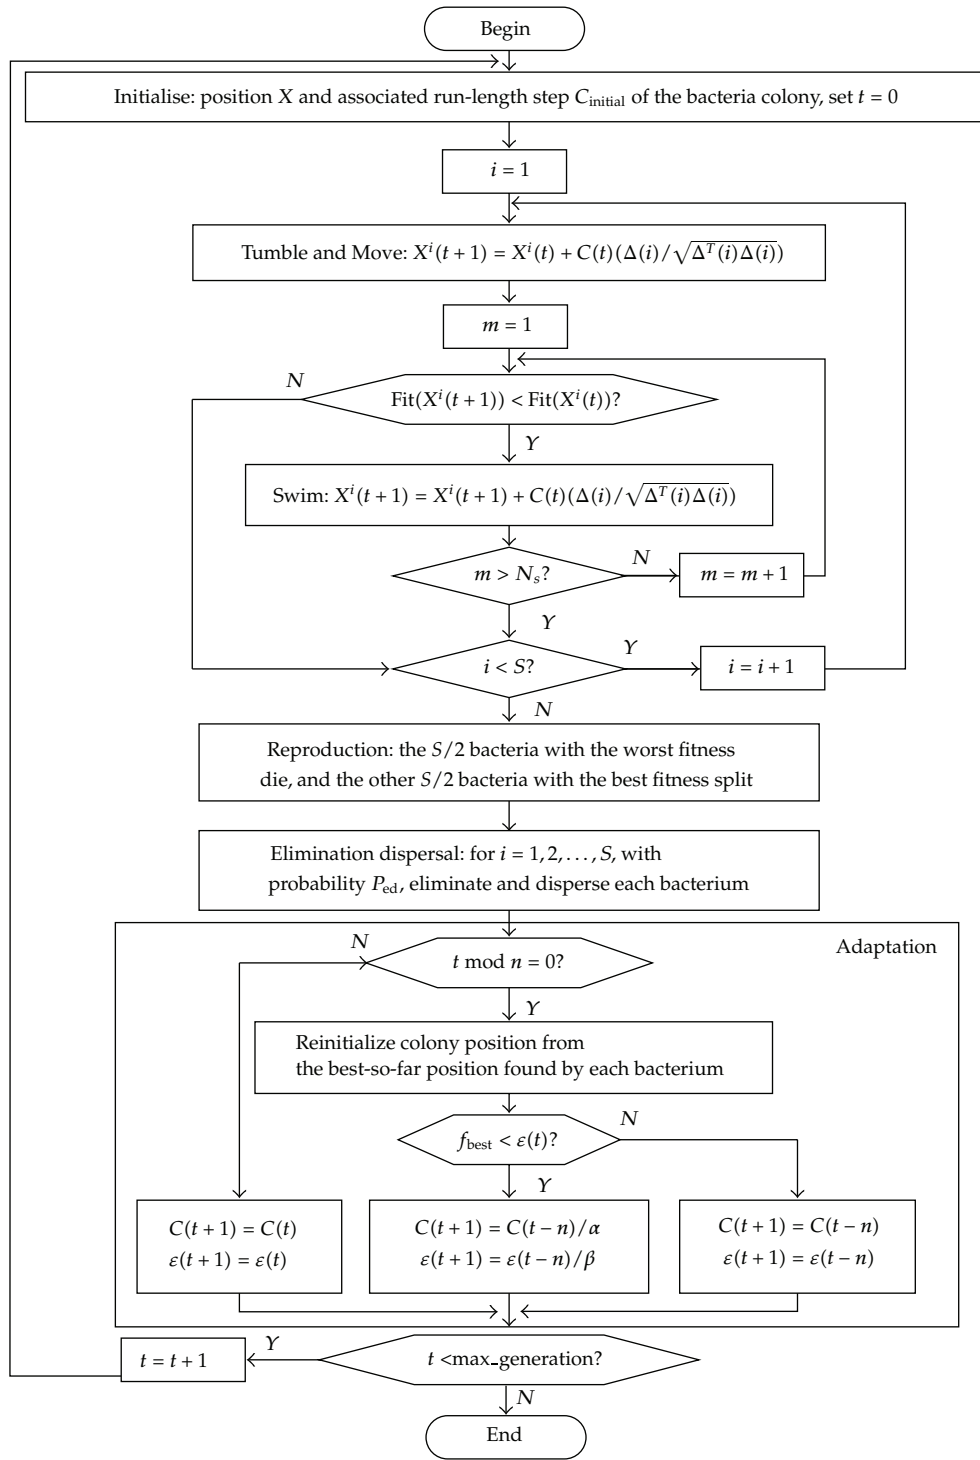 Begin
Initialise: position X and associated run-length step C_initial of the bacteria colony, set t = 0
i = 1
Tumble and Move: X^i(t + 1) = X^i(t) + C(t)(Δ(i)/√Δ^T(i)Δ(i))
m = 1
N
Fit(X^i(t + 1)) < Fit(X^i(t))?
Y
Swim: X^i(t + 1) = X^i(t + 1) + C(t)(Δ(i)/√Δ^T(i)Δ(i))
m > N_s?
N
m = m + 1
Y
i < S?
Y
i = i + 1
N
Reproduction: the S/2 bacteria with the worst fitness
die, and the other S/2 bacteria with the best fitness split
Elimination dispersal: for i = 1, 2, . . . , S, with
probability P_ed, eliminate and disperse each bacterium
Adaptation
N
t mod n = 0?
Y
Reinitialize colony position from
the best-so-far position found by each bacterium
f_best < ε(t)?
N
Y
C(t + 1) = C(t)
ε(t + 1) = ε(t)
C(t + 1) = C(t − n)/α
ε(t + 1) = ε(t − n)/β
C(t + 1) = C(t − n)
ε(t + 1) = ε(t − n)
t = t + 1
Y
t <max_generation?
N
End